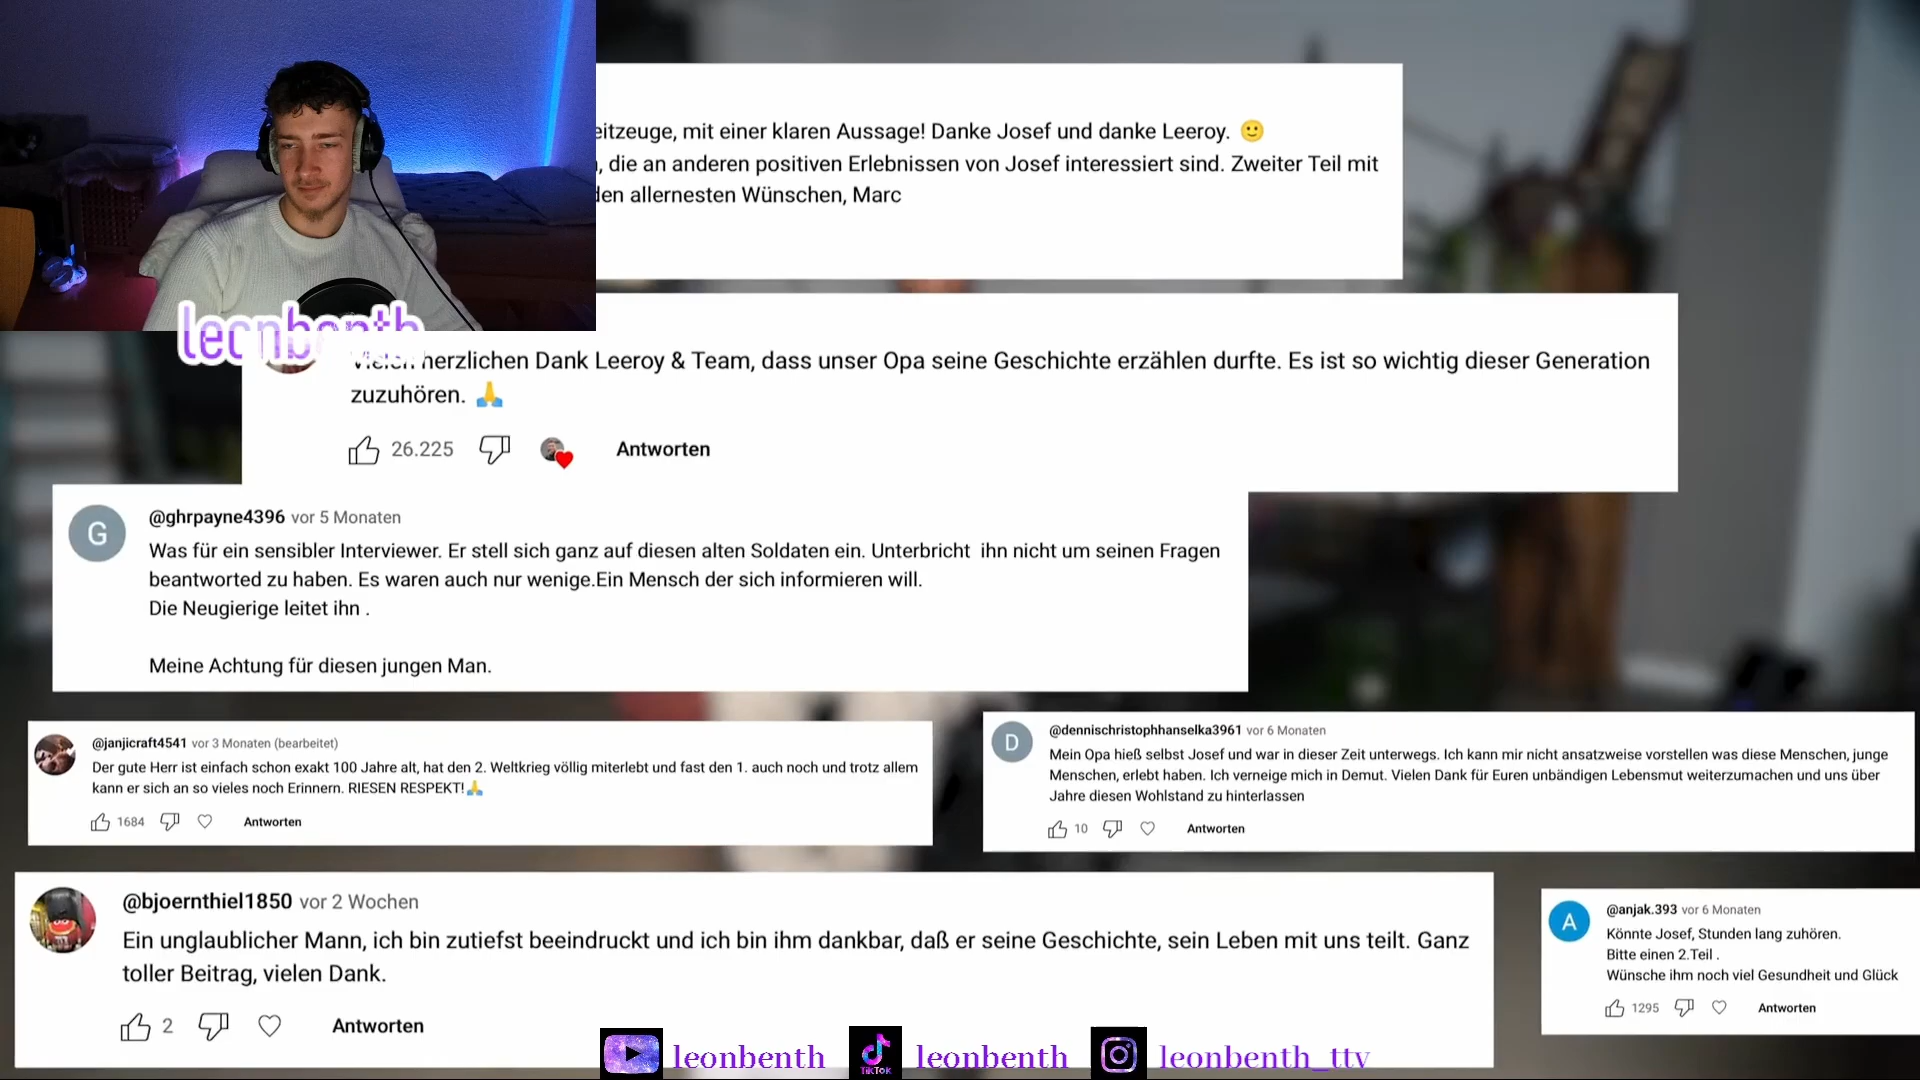 eitzeuge, mit einer klaren Aussage! Danke Josef und danke Leeroy. 🙂
, die an anderen positiven Erlebnissen von Josef interessiert sind. Zweiter Teil mit
den allernesten Wünschen, Marc
leonbenth
Vielen herzlichen Dank Leeroy & Team, dass unser Opa seine Geschichte erzählen durfte. Es ist so wichtig dieser Generation
zuzuhören. 🙏
26.225 Antworten
G
@ghrpayne4396 vor 5 Monaten
Was für ein sensibler Interviewer. Er stell sich ganz auf diesen alten Soldaten ein. Unterbricht ihn nicht um seinen Fragen
beantworted zu haben. Es waren auch nur wenige.Ein Mensch der sich informieren will.
Die Neugierige leitet ihn .
Meine Achtung für diesen jungen Man.
@janjicraft4541 vor 3 Monaten (bearbeitet)
Der gute Herr ist einfach schon exakt 100 Jahre alt, hat den 2. Weltkrieg völlig miterlebt und fast den 1. auch noch und trotz allem
kann er sich an so vieles noch Erinnern. RIESEN RESPEKT!🙏
1684 Antworten
D
@dennischristophhanselka3961 vor 6 Monaten
Mein Opa hieß selbst Josef und war in dieser Zeit unterwegs. Ich kann mir nicht ansatzweise vorstellen was diese Menschen, junge
Menschen, erlebt haben. Ich verneige mich in Demut. Vielen Dank für Euren unbändigen Lebensmut weiterzumachen und uns über
Jahre diesen Wohlstand zu hinterlassen
10 Antworten
@bjoernthiel1850 vor 2 Wochen
Ein unglaublicher Mann, ich bin zutiefst beeindruckt und ich bin ihm dankbar, daß er seine Geschichte, sein Leben mit uns teilt. Ganz
toller Beitrag, vielen Dank.
2 Antworten
A
@anjak.393 vor 6 Monaten
Könnte Josef, Stunden lang zuhören.
Bitte einen 2.Teil .
Wünsche ihm noch viel Gesundheit und Glück
1295 Antworten
leonbenth TikTok leonbenth leonbenth_ttv